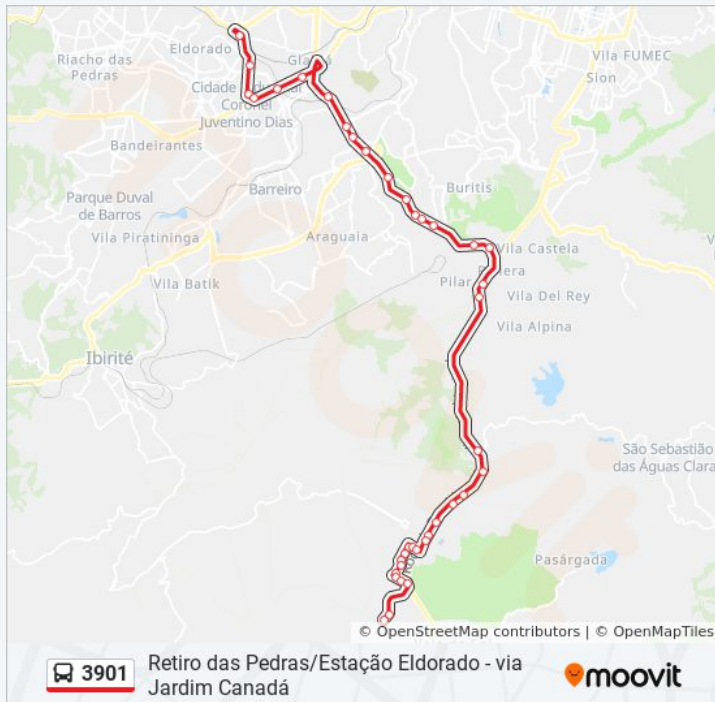 Riacho das
Pedras
Eldorado
Vila FUMEC
Sion
Coronel
Juventino Dias
Bandeirantes
Barreiro
Buritis
Parque Duval
de Barros
Vila Piratininga
Araguaia
Vila Castela
Vila Batik
Vila Del Rey
Vila Alpina
Ibirité
São Sebastião
das Águas Clara
Pasárgada
© OpenStreetMap contributors | © OpenMapTiles
3901
Retiro das Pedras/Estação Eldorado - via
Jardim Canadá
moovit